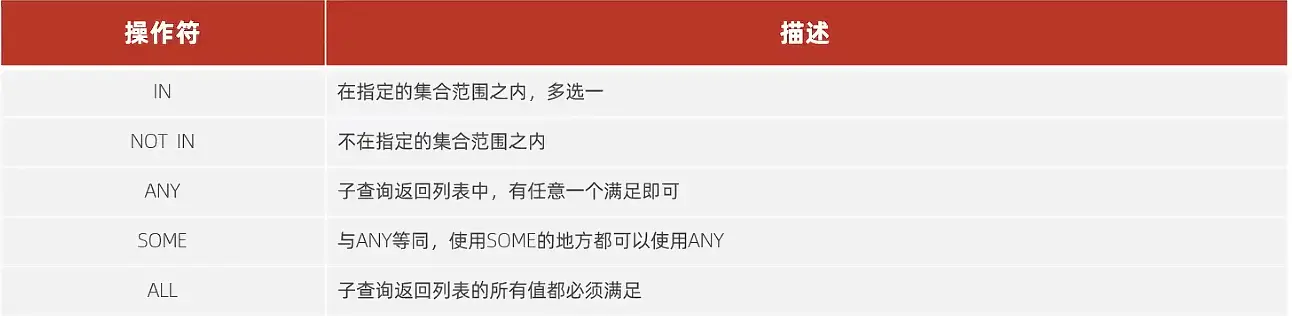 操作符 描述
IN 在指定的集合范围之内，多选一
NOT IN 不在指定的集合范围之内
ANY 子查询返回列表中，有任意一个满足即可
SOME 与ANY等同，使用SOME的地方都可以使用ANY
ALL 子查询返回列表的所有值都必须满足